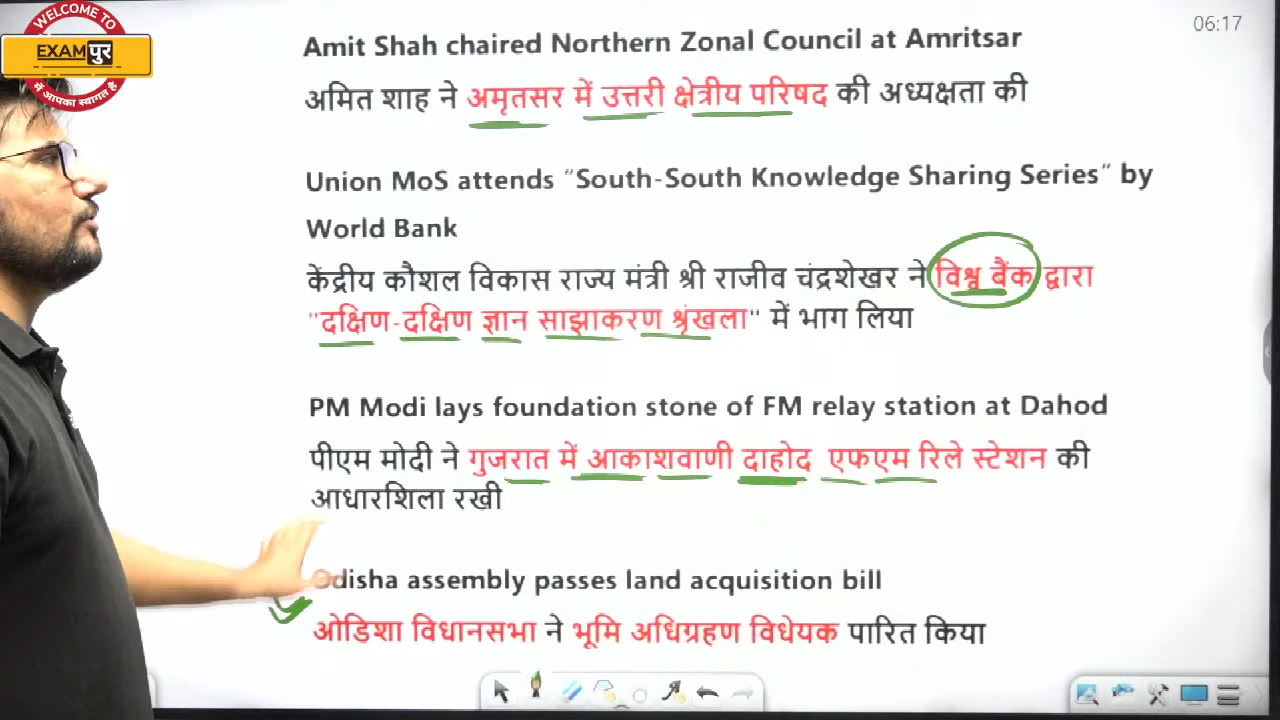 WELCOME TO
EXAMपुर
में आपका स्वागत है
06:17
Amit Shah chaired Northern Zonal Council at Amritsar
अमित शाह ने अमृतसर में उत्तरी क्षेत्रीय परिषद की अध्यक्षता की
Union MoS attends “South-South Knowledge Sharing Series” by
World Bank
केंद्रीय कौशल विकास राज्य मंत्री श्री राजीव चंद्रशेखर ने विश्व बैंक द्वारा
"दक्षिण-दक्षिण ज्ञान साझाकरण श्रृंखला" में भाग लिया
PM Modi lays foundation stone of FM relay station at Dahod
पीएम मोदी ने गुजरात में आकाशवाणी दाहोद एफएम रिले स्टेशन की
आधारशिला रखी
Odisha assembly passes land acquisition bill
ओडिशा विधानसभा ने भूमि अधिग्रहण विधेयक पारित किया